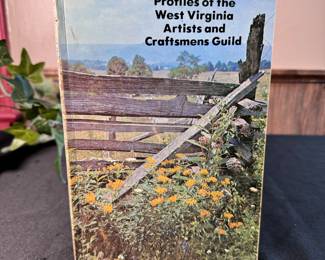 Profiles of the
West Virginia
Artists and
Craftsmens Guild